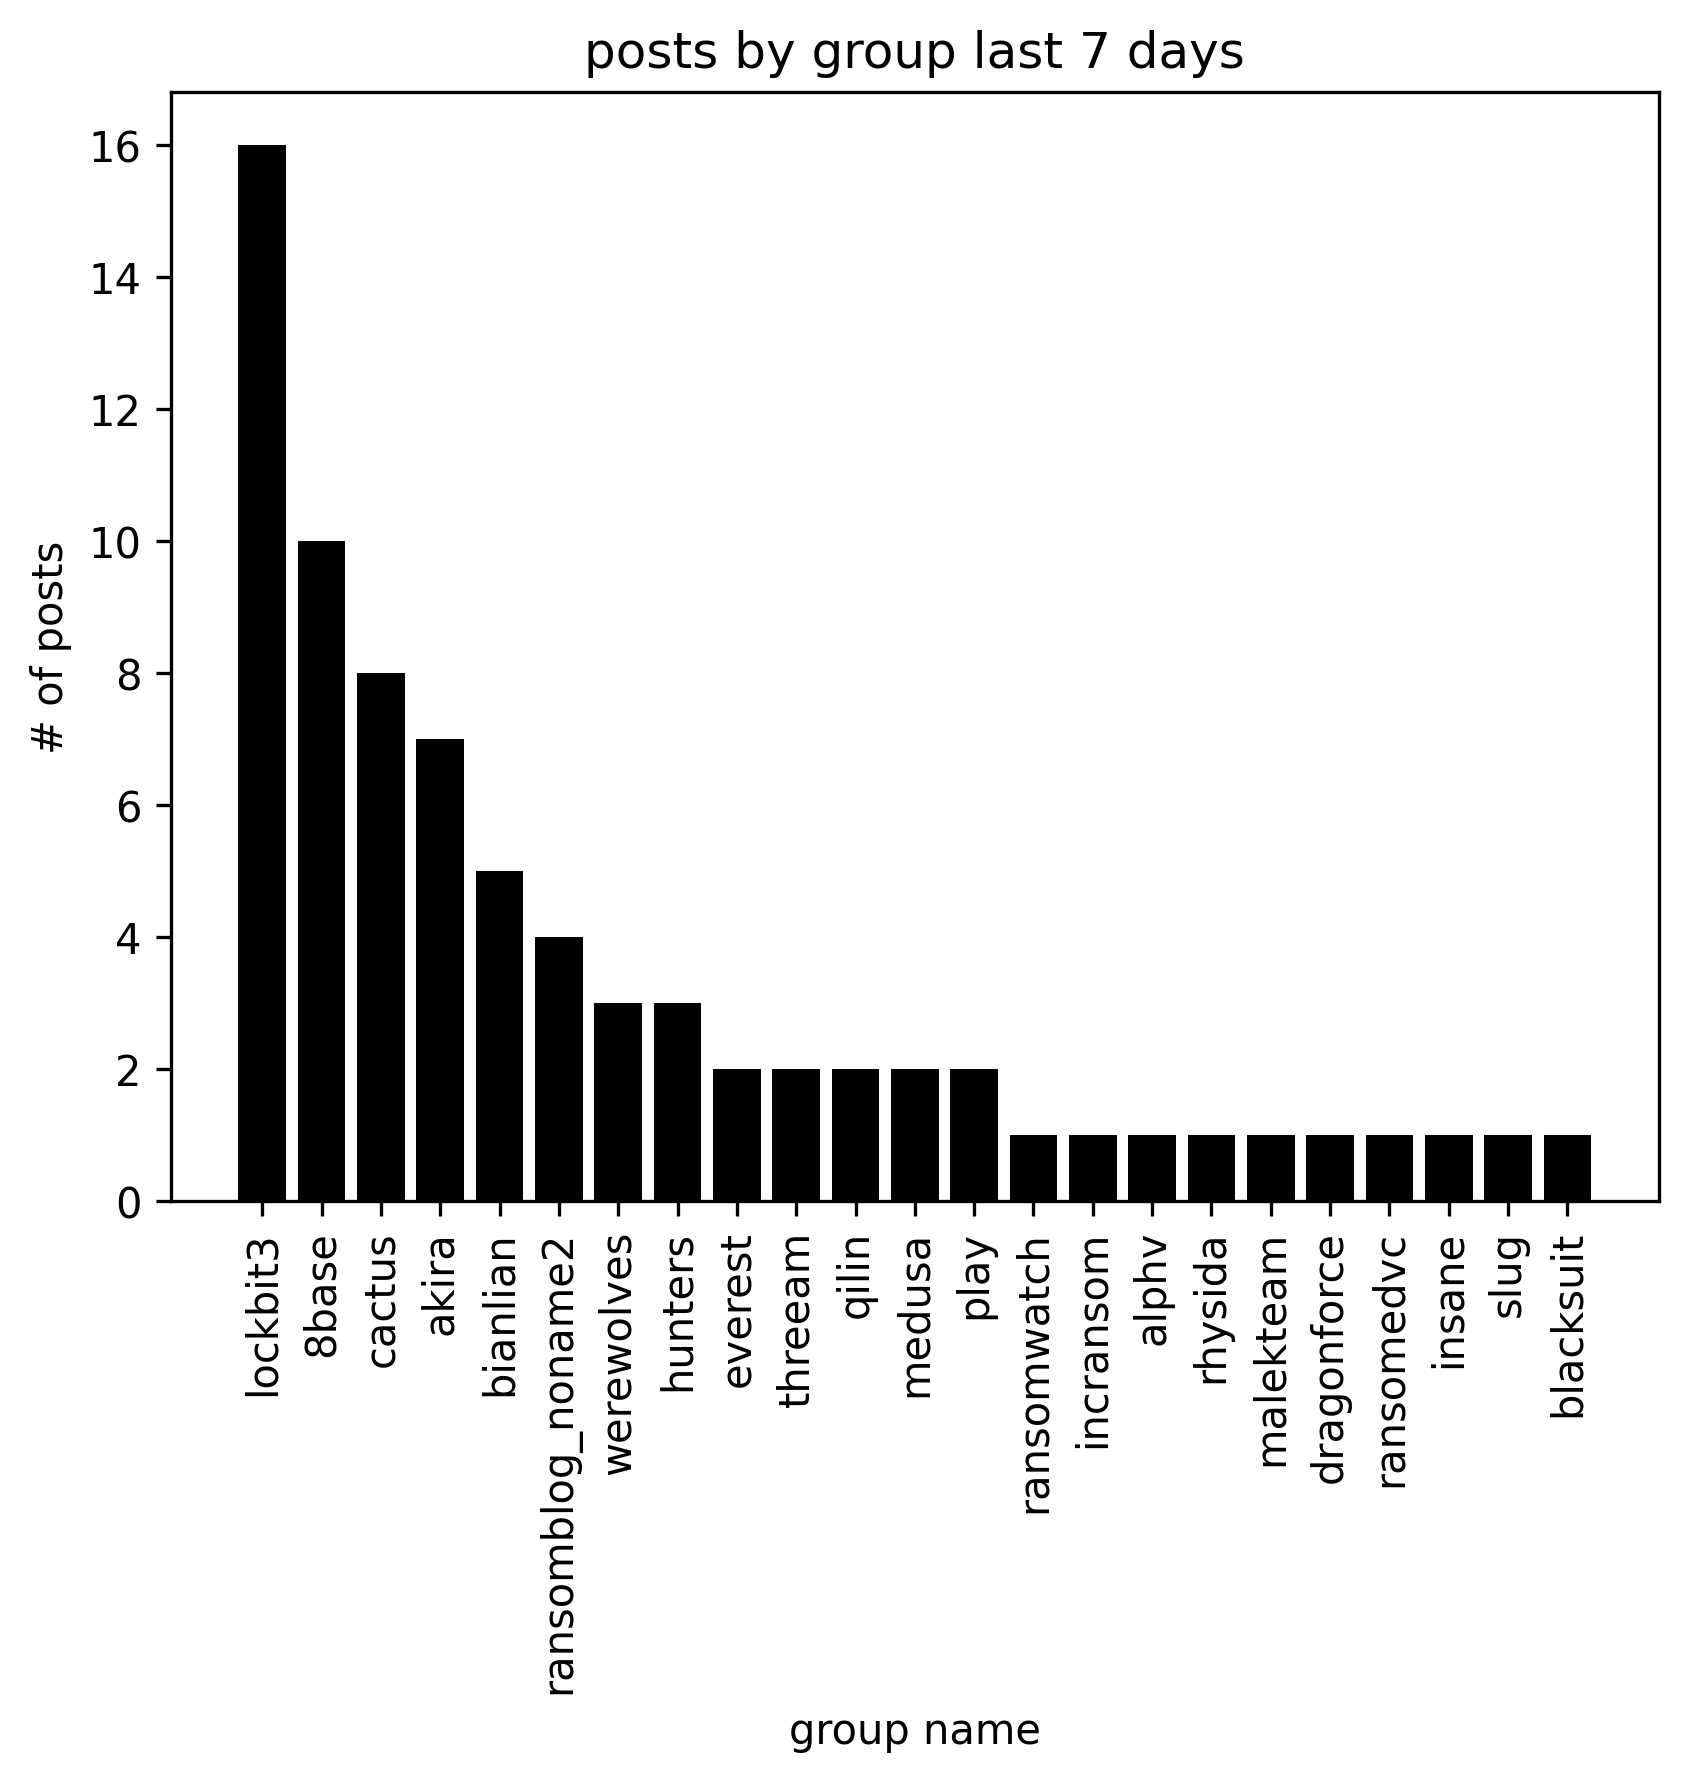 posts by group last 7 days
# of posts
16
14
12
10
8
6
4
2
0
lockbit3
8base
cactus
akira
bianlian
ransomblog_noname2
werewolves
hunters
everest
threeam
qilin
medusa
play
ransomwatch
incransom
alphv
rhysida
malekteam
dragonforce
ransomedvc
insane
slug
blacksuit
group name